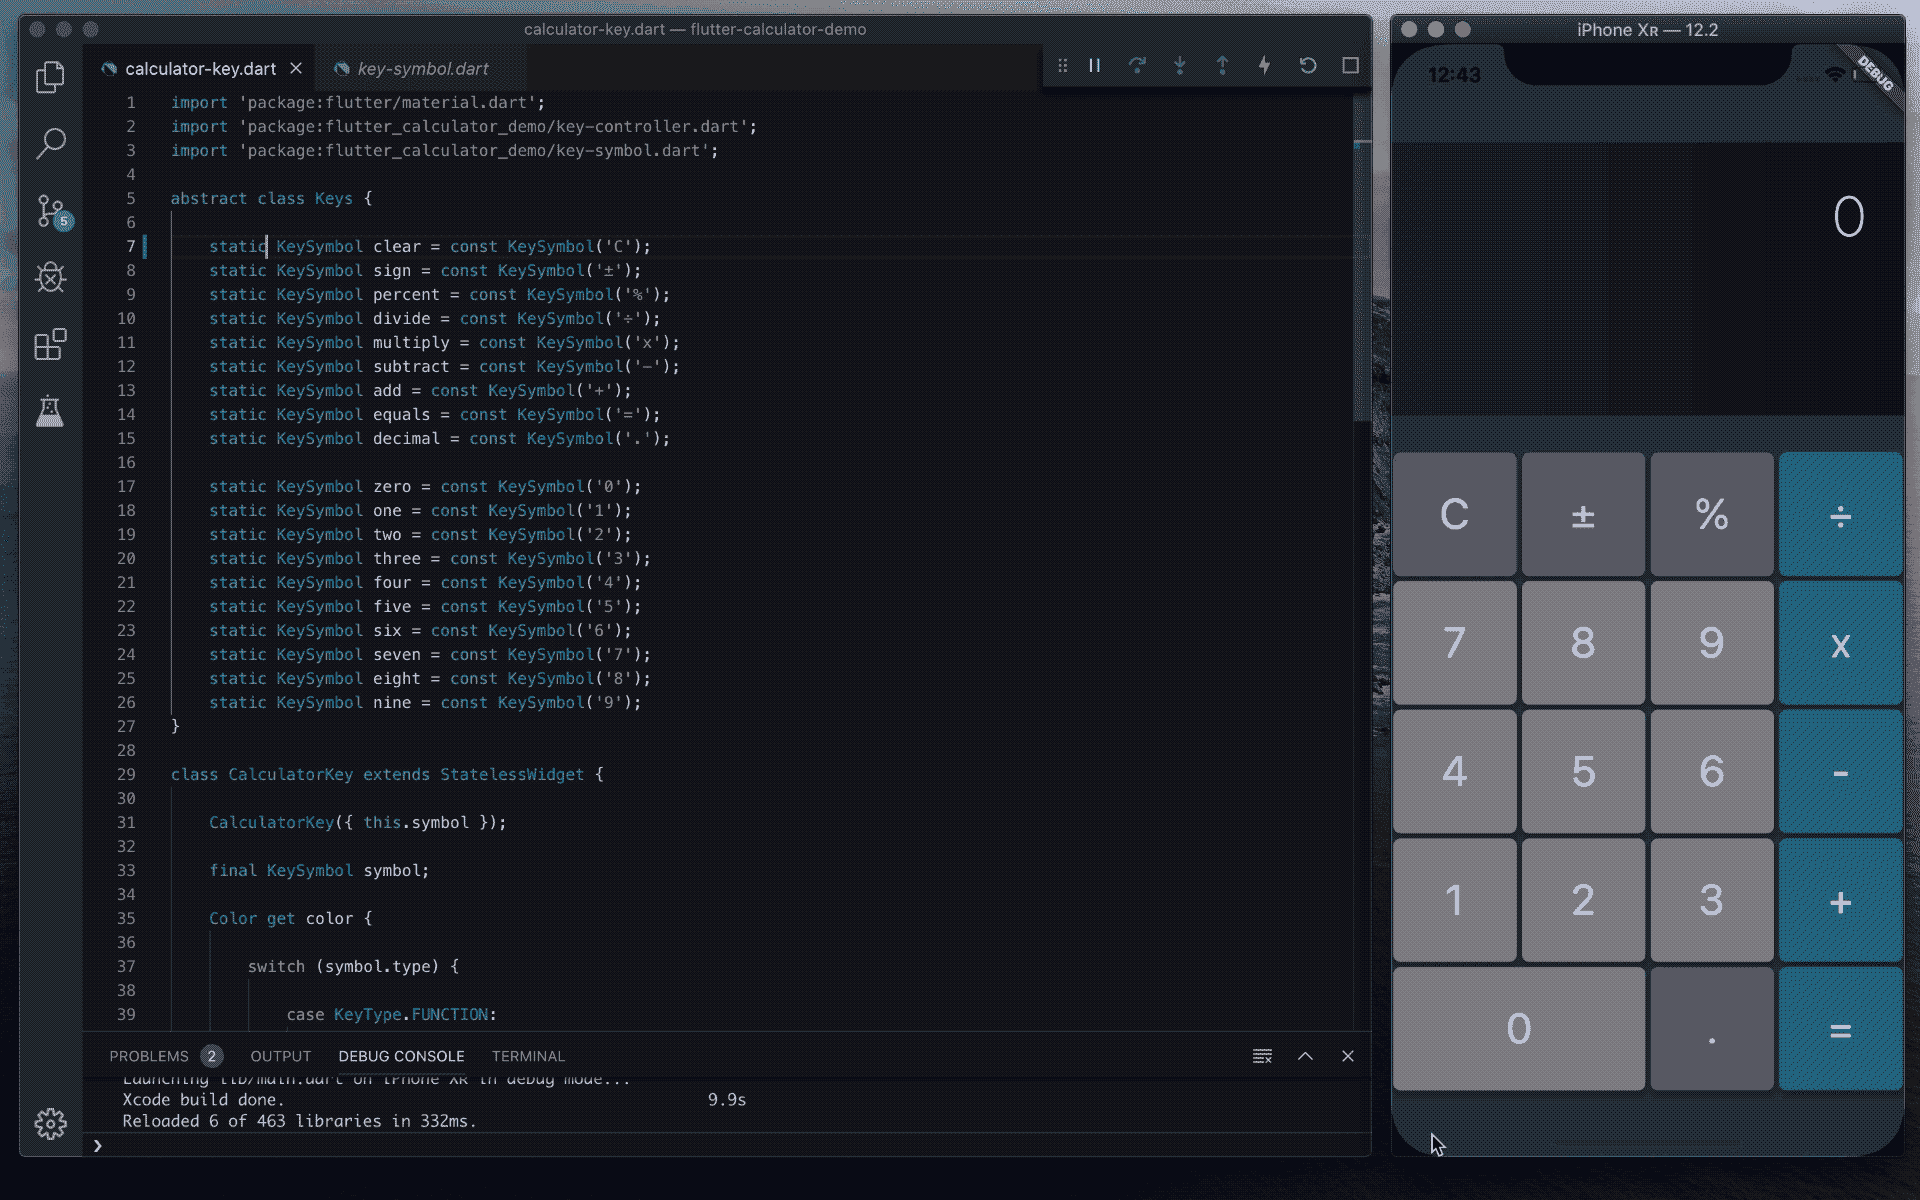 calculator-key.dart — flutter-calculator-demo
calculator-key.dart
key-symbol.dart
5
1 import 'package:flutter/material.dart';
2 import 'package:flutter_calculator_demo/key-controller.dart';
3 import 'package:flutter_calculator_demo/key-symbol.dart';
4
5 abstract class Keys {
6
7 static KeySymbol clear = const KeySymbol('C');
8 static KeySymbol sign = const KeySymbol('±');
9 static KeySymbol percent = const KeySymbol('%');
10 static KeySymbol divide = const KeySymbol('÷');
11 static KeySymbol multiply = const KeySymbol('x');
12 static KeySymbol subtract = const KeySymbol('-');
13 static KeySymbol add = const KeySymbol('+');
14 static KeySymbol equals = const KeySymbol('=');
15 static KeySymbol decimal = const KeySymbol('.');
16
17 static KeySymbol zero = const KeySymbol('0');
18 static KeySymbol one = const KeySymbol('1');
19 static KeySymbol two = const KeySymbol('2');
20 static KeySymbol three = const KeySymbol('3');
21 static KeySymbol four = const KeySymbol('4');
22 static KeySymbol five = const KeySymbol('5');
23 static KeySymbol six = const KeySymbol('6');
24 static KeySymbol seven = const KeySymbol('7');
25 static KeySymbol eight = const KeySymbol('8');
26 static KeySymbol nine = const KeySymbol('9');
27 }
28
29 class CalculatorKey extends StatelessWidget {
30
31 CalculatorKey({ this.symbol });
32
33 final KeySymbol symbol;
34
35 Color get color {
36
37 switch (symbol.type) {
38
39 case KeyType.FUNCTION:
PROBLEMS 2 OUTPUT DEBUG CONSOLE TERMINAL
Launching lib/main.dart on iPhone XR in debug mode...
Xcode build done. 9.9s
Reloaded 6 of 463 libraries in 332ms.
❯
iPhone XR — 12.2
12:43
DEBUG
0
C ± % ÷
7 8 9 x
4 5 6 -
1 2 3 +
0 . =